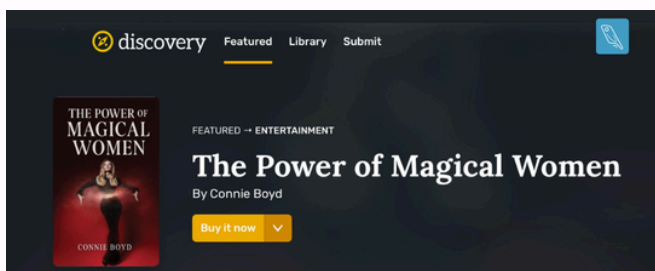 discovery
Featured
Library
Submit
THE POWER OF
MAGICAL
WOMEN
CONNIE BOYD
FEATURED → ENTERTAINMENT
The Power of Magical Women
By Connie Boyd
Buy it now